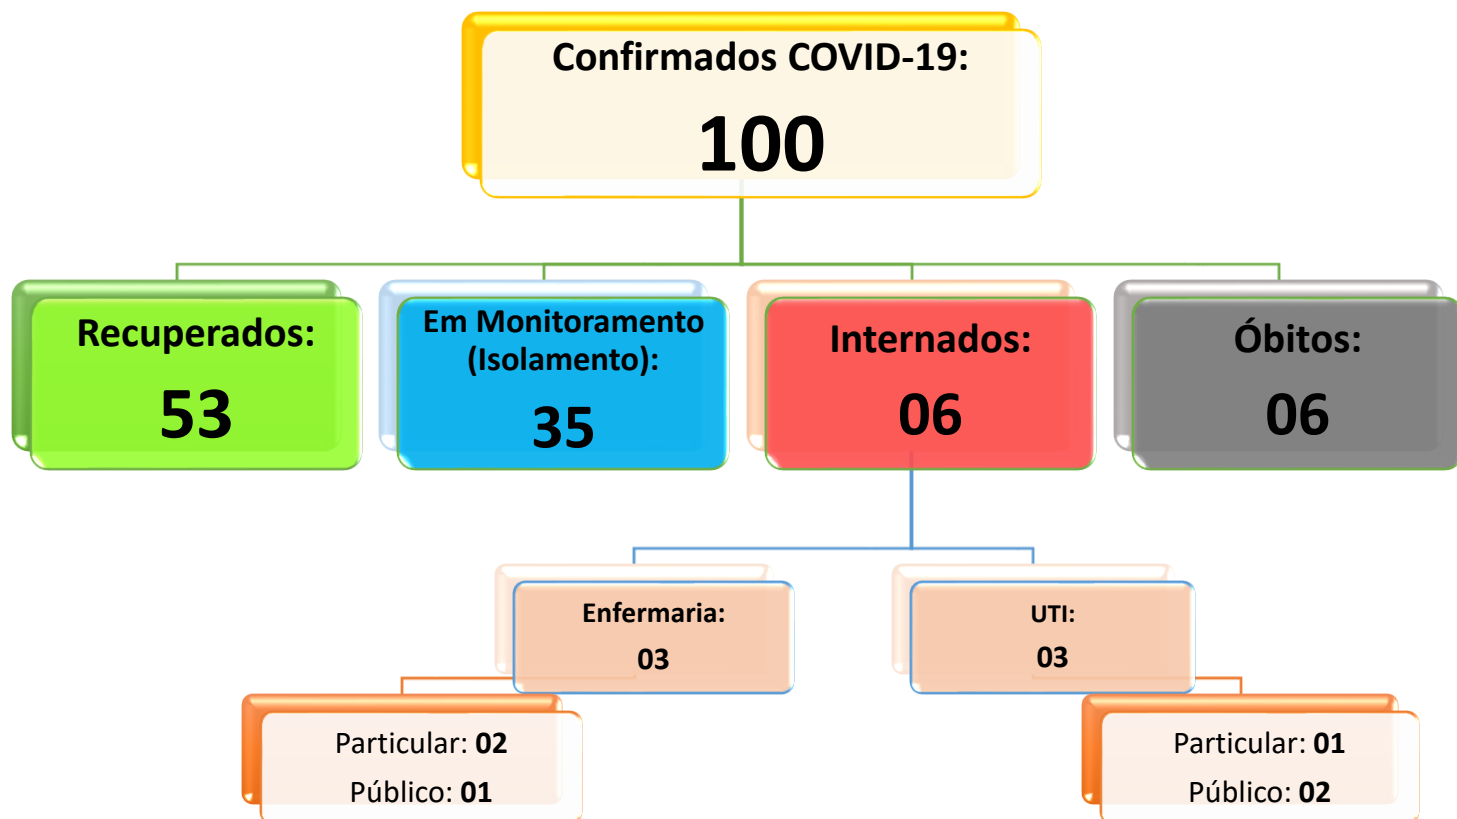 Confirmados COVID-19:
100
Recuperados:
53
Em Monitoramento
(Isolamento):
35
Internados:
06
Óbitos:
06
Enfermaria:
03
UTI:
03
Particular: 02
Público: 01
Particular: 01
Público: 02